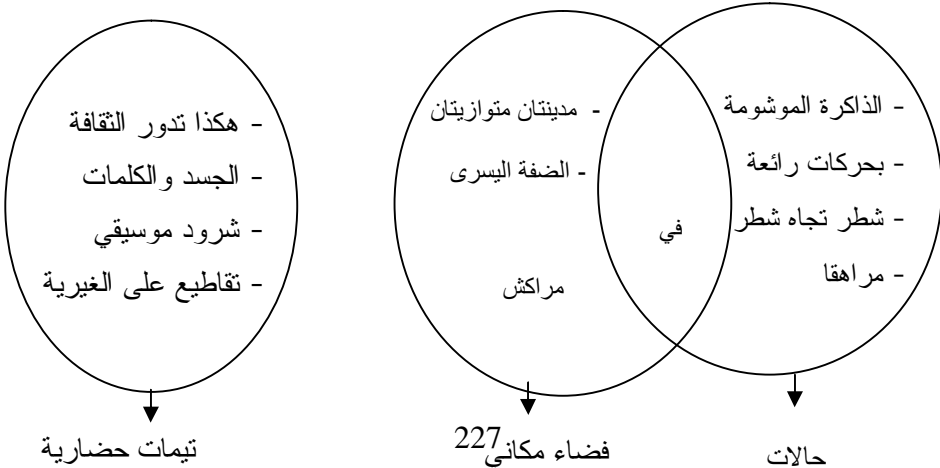 - الذاكرة الموشومة
- بحركات رائعة
- شطر تجاه شطر
- مراهقا
في
- مدينتان متوازيتان
- الضفة اليسرى
مراكش
- هكذا تدور الثقافة
- الجسد والكلمات
- شرود موسيقي
- تقاطيع على الغيرية
حالات
فضاء مكاني227
تيمات حضارية